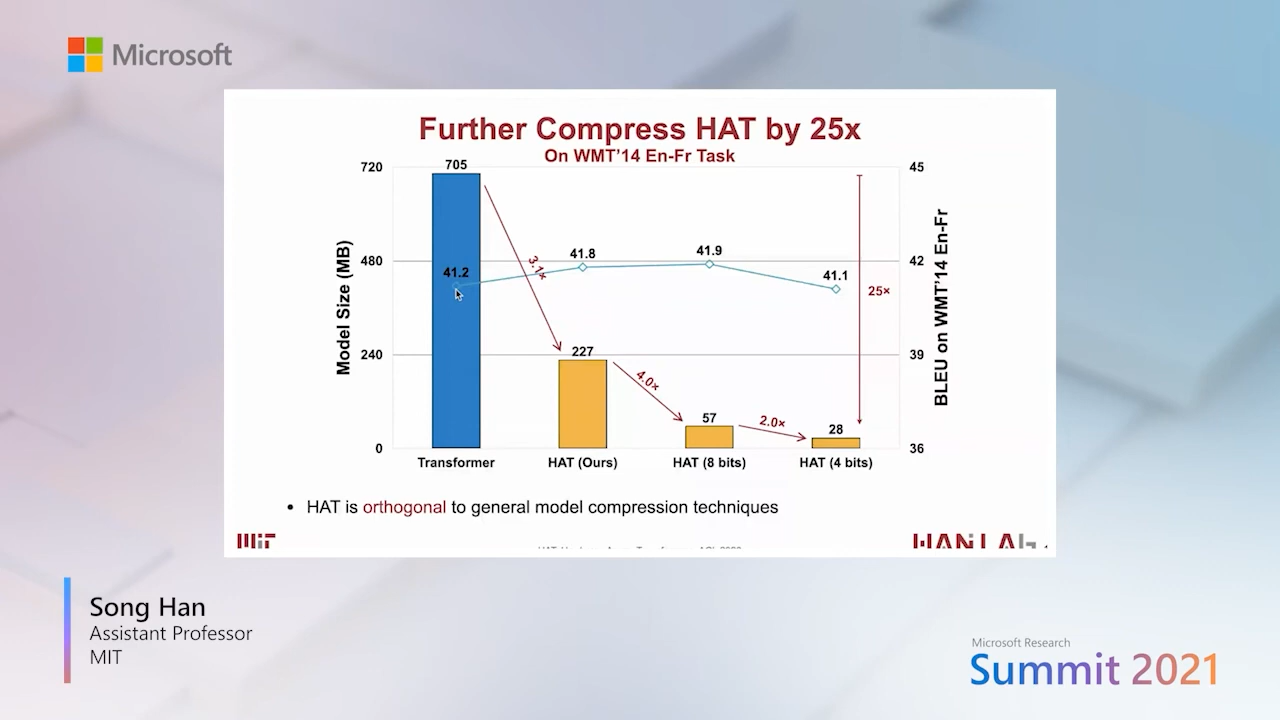 Microsoft
Further Compress HAT by 25x
On WMT'14 En-Fr Task
720
480
240
0
Model Size (MB)
705
227
57
28
41.2
41.8
41.9
41.1
3.1×
4.0×
2.0×
25×
45
42
39
36
BLEU on WMT'14 En-Fr
Transformer
HAT (Ours)
HAT (8 bits)
HAT (4 bits)
• HAT is orthogonal to general model compression techniques
MIT
HAN LAB
Song Han
Assistant Professor
MIT
Microsoft Research
Summit 2021